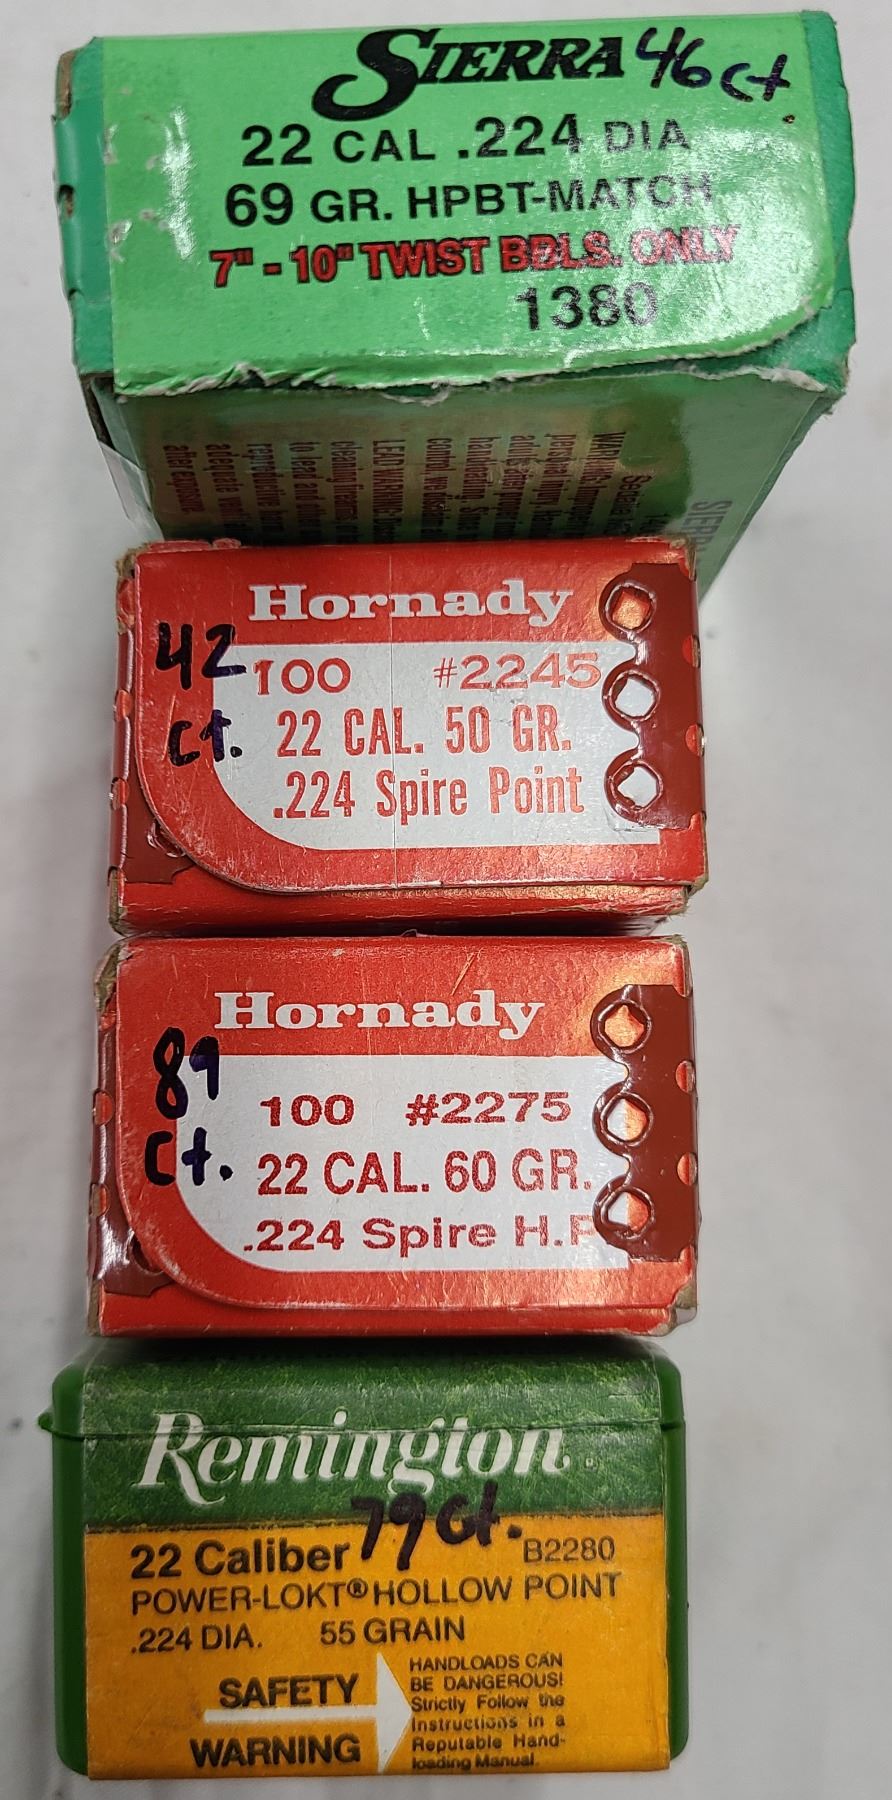 SIERRA 46 ct
22 CAL .224 DIA
69 GR. HPBT-MATCH
7" - 10" TWIST BBLS. ONLY
1380
Hornady
42 ct.
100 #2245
22 CAL. 50 GR.
.224 Spire Point
Hornady
89 ct.
100 #2275
22 CAL. 60 GR.
.224 Spire H.P
Remington
79 ct.
22 Caliber B2280
POWER-LOKT® HOLLOW POINT
.224 DIA. 55 GRAIN
SAFETY
WARNING
HANDLOADS CAN
BE DANGEROUS!
Strictly Follow the
Instructions in a
Reputable Hand-
loading Manual.